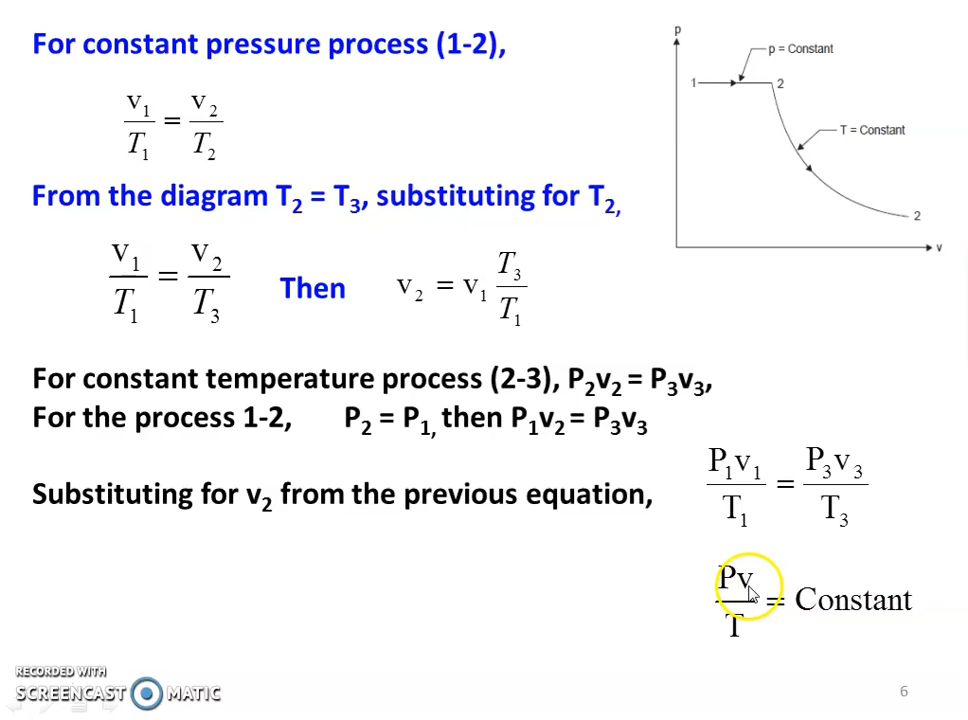 For constant pressure process (1-2),
v1/T1 = v2/T2
From the diagram T2 = T3, substituting for T2,
v1/T1 = v2/T3 Then v2 = v1 T3/T1
For constant temperature process (2-3), P2v2 = P3v3,
For the process 1-2, P2 = P1, then P1v2 = P3v3
Substituting for v2 from the previous equation, P1v1/T1 = P3v3/T3
Pv/T = Constant
p
p = Constant
1
2
T = Constant
2
v
RECORDED WITH
SCREENCAST MATIC
6